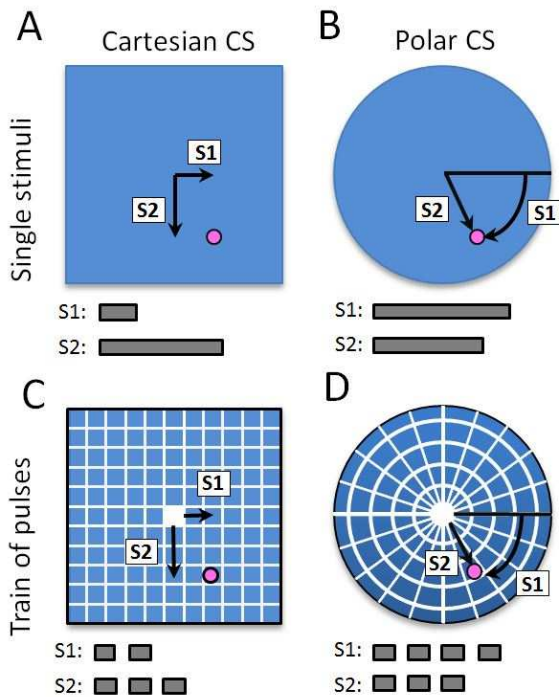 A
Cartesian CS
B
Polar CS
Single stimuli
S1
S2
S2
S1
S1:
S2:
S1:
S2:
C
D
Train of pulses
S1
S2
S2
S1
S1:
S2:
S1:
S2: